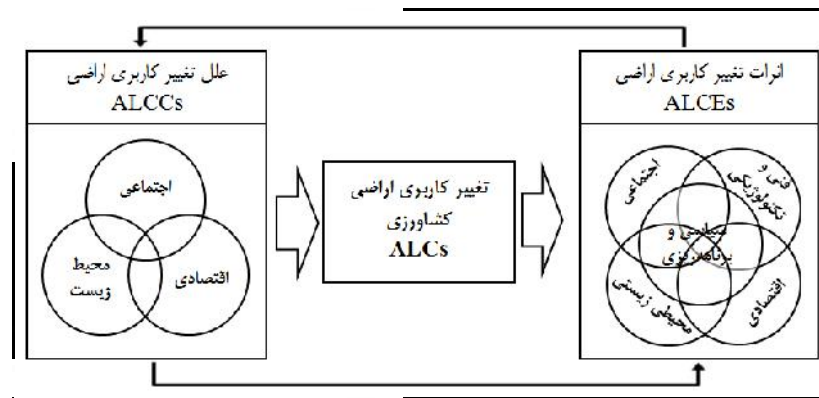 علل تغییر کاربری اراضی
ALCCs
اجتماعی
محیط
زیست
اقتصادی
تغییر کاربری اراضی
کشاورزی
ALCs
اثرات تغییر کاربری اراضی
ALCEs
اجتماعی
فنی و
تکنولوژیکی
سیاسی و
برنامه‌ریزی
محیطی زیستی
اقتصادی